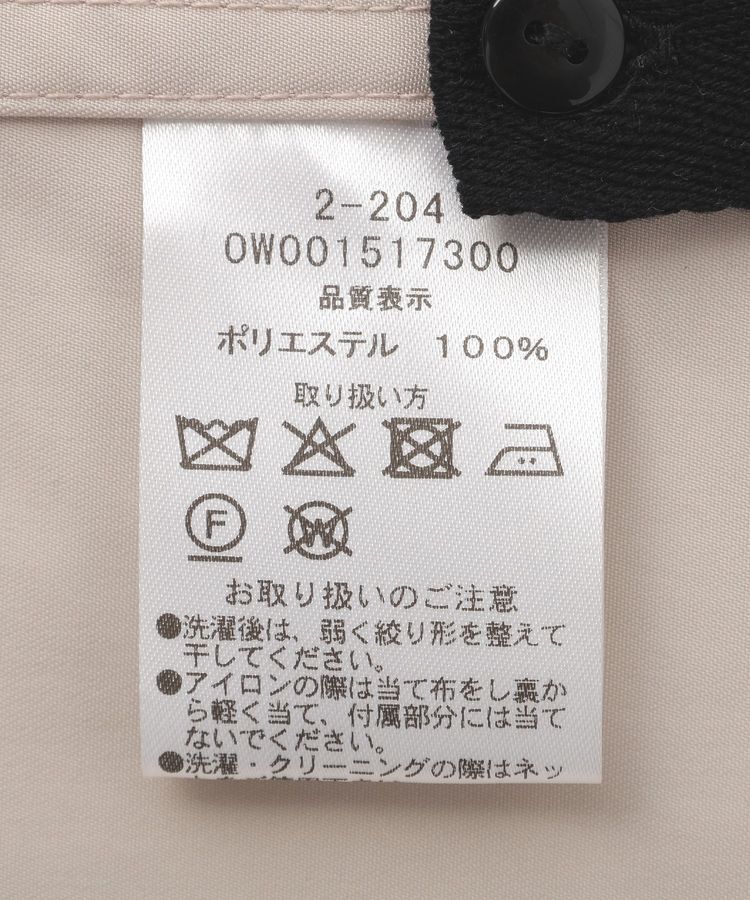 2-204
0W001517300
品質表示
ポリエステル 100%
取り扱い方
F
W
お取り扱いのご注意
●洗濯後は、弱く絞り形を整えて
干してください。
●アイロンの際は当て布をし裏か
ら軽く当て、付属部分には当て
ないでください。
●洗濯・クリーニングの際はネッ